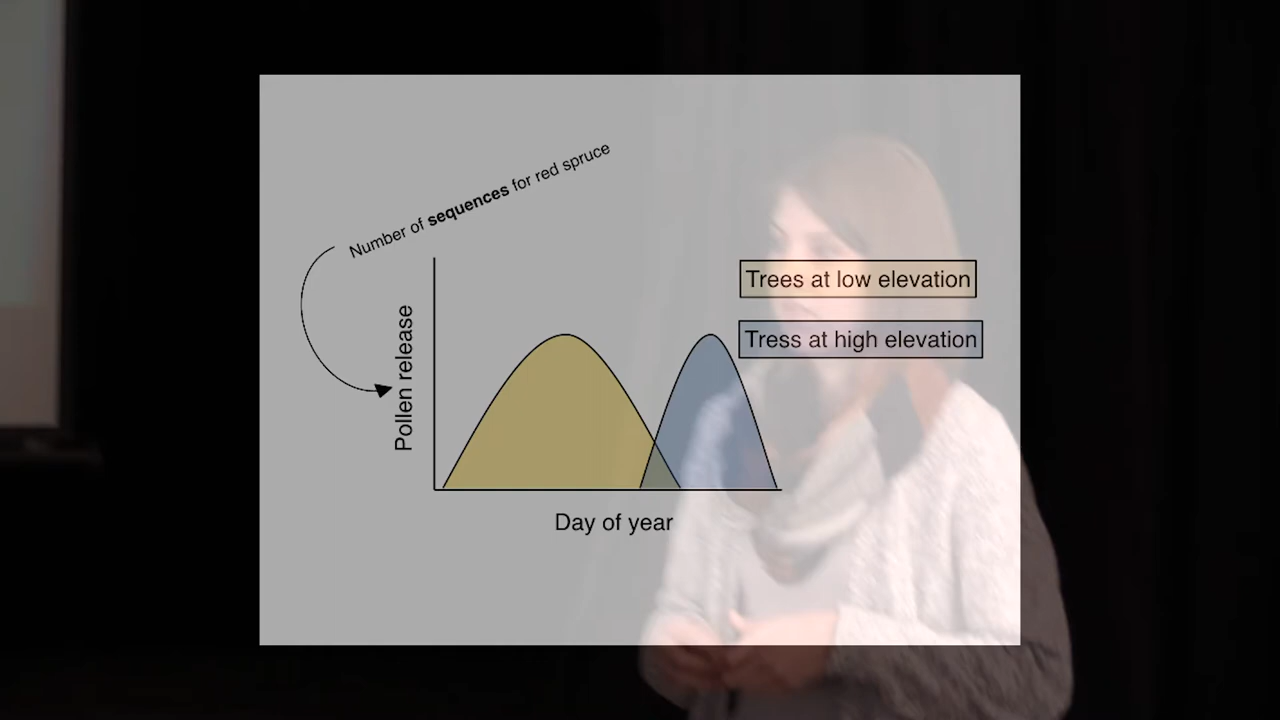 Number of sequences for red spruce
Trees at low elevation
Tress at high elevation
Pollen release
Day of year